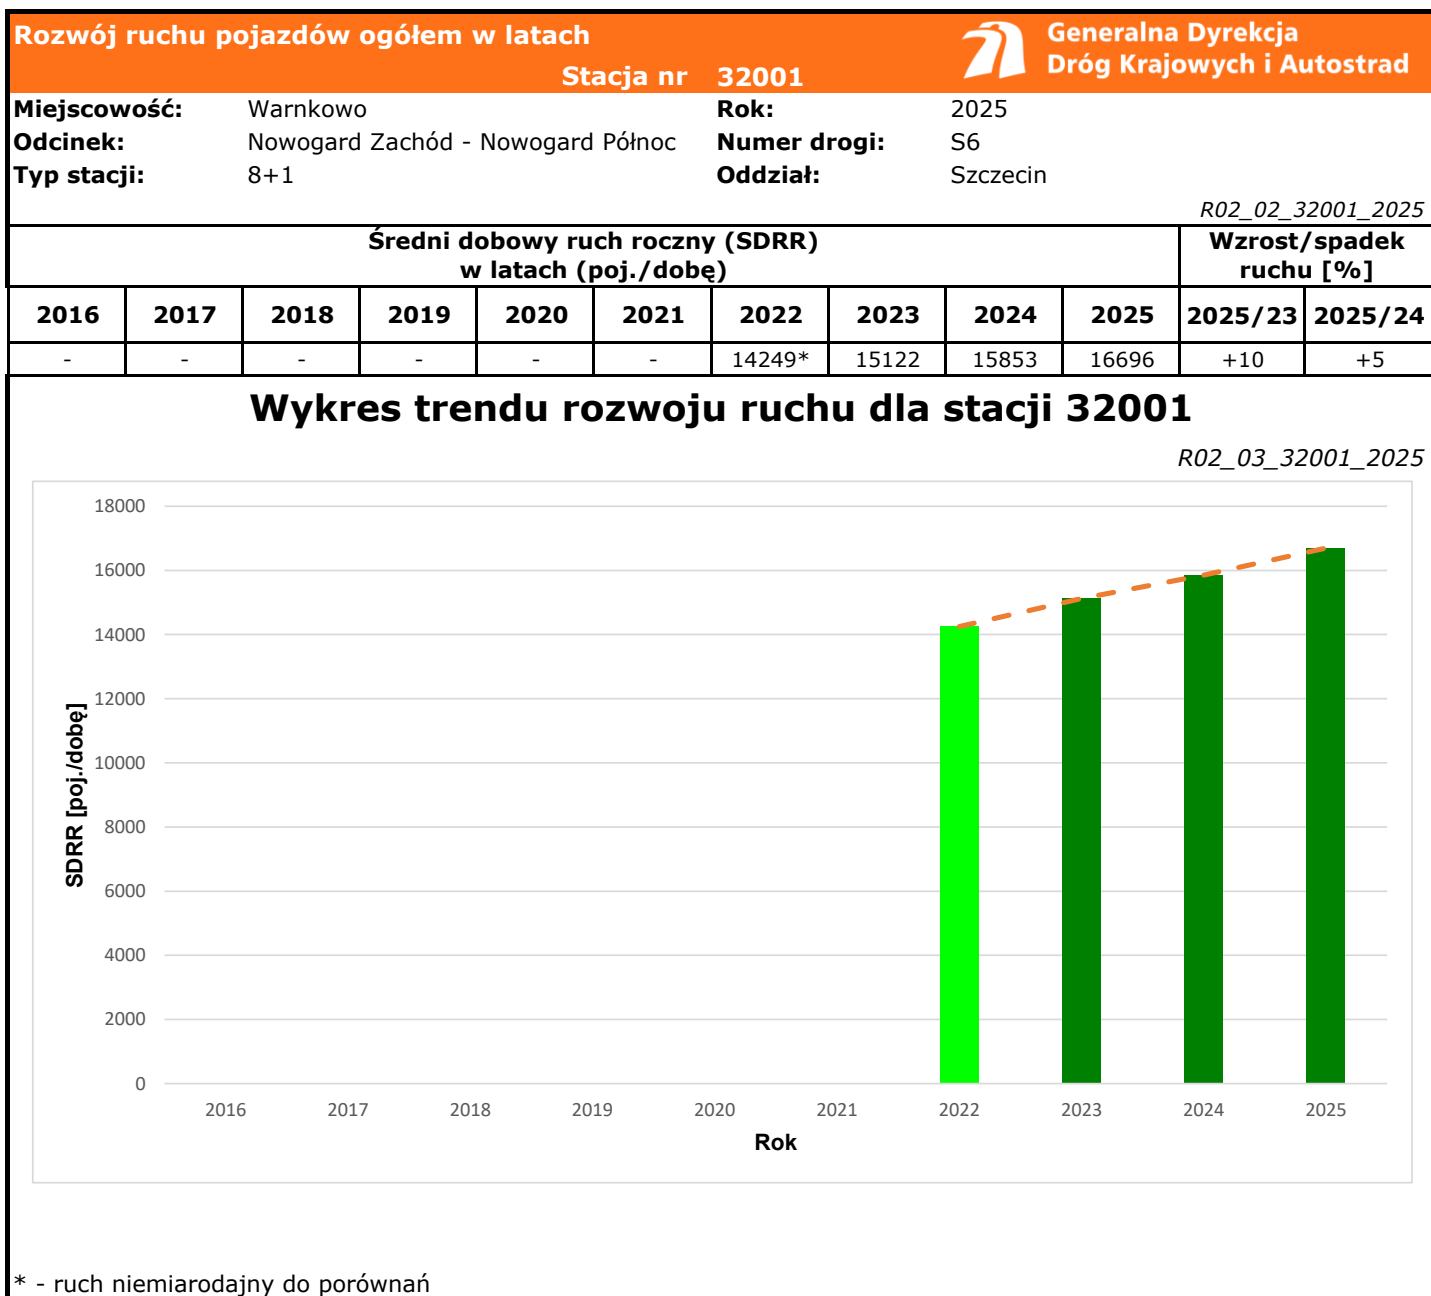 Rozwój ruchu pojazdów ogółem w latach
Generalna Dyrekcja
Dróg Krajowych i Autostrad
Stacja nr 32001
Miejscowość: Warnkowo Rok: 2025
Odcinek: Nowogard Zachód - Nowogard Północ Numer drogi: S6
Typ stacji: 8+1 Oddział: Szczecin
R02_02_32001_2025
Średni dobowy ruch roczny (SDRR)
w latach (poj./dobę)
Wzrost/spadek
ruchu [%]
2016 2017 2018 2019 2020 2021 2022 2023 2024 2025 2025/23 2025/24
- - - - - - 14249* 15122 15853 16696 +10 +5
Wykres trendu rozwoju ruchu dla stacji 32001
R02_03_32001_2025
18000
16000
14000
12000
10000
8000
6000
4000
2000
0
SDRR [poj./dobę]
2016 2017 2018 2019 2020 2021 2022 2023 2024 2025
Rok
* - ruch niemiarodajny do porównań